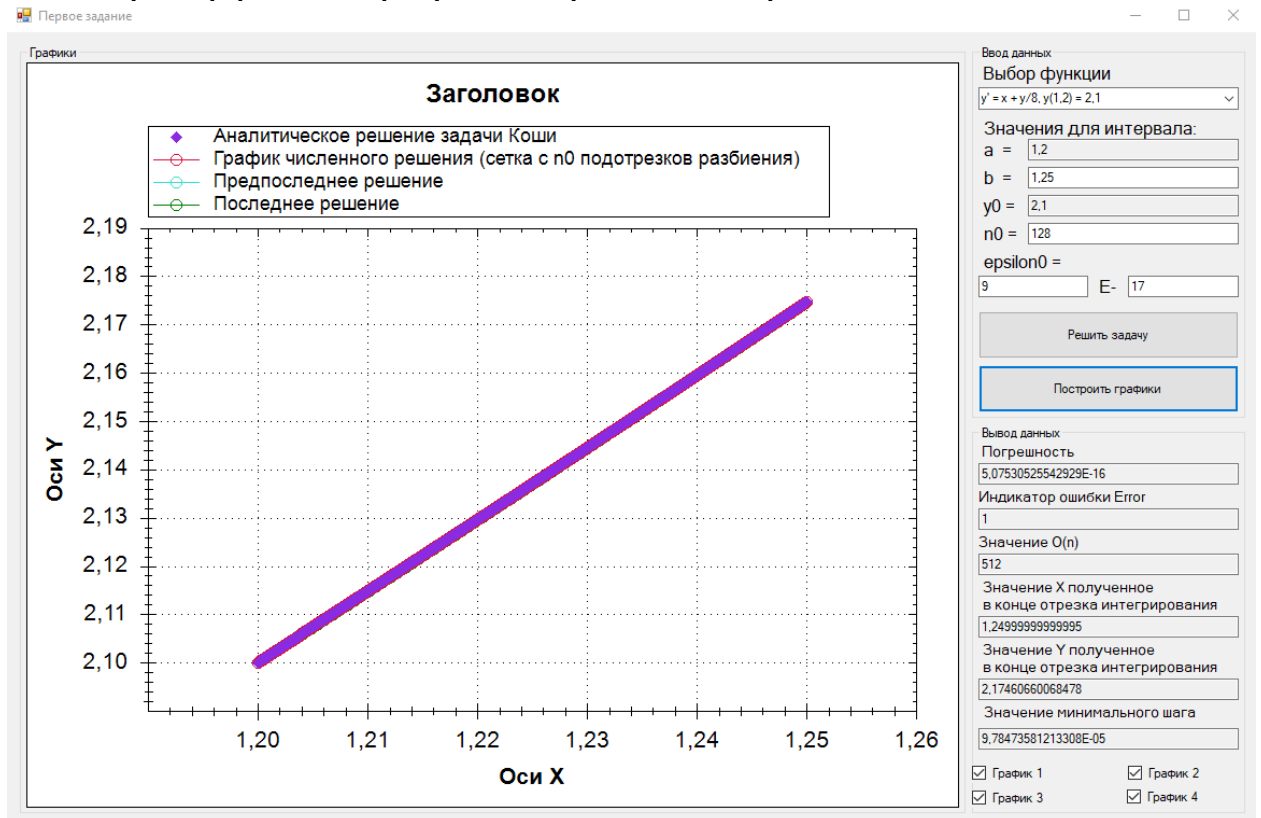 Первое задание
Графики
Заголовок
Аналитическое решение задачи Коши
График численного решения (сетка с n0 подотрезков разбиения)
Предпоследнее решение
Последнее решение
2,19
2,18
2,17
2,16
2,15
2,14
2,13
2,12
2,11
2,10
Оси Y
1,20 1,21 1,22 1,23 1,24 1,25 1,26
Оси X
Ввод данных
Выбор функции
y' = x + y/8, y(1,2) = 2,1
Значения для интервала:
a = 1,2
b = 1,25
y0 = 2,1
n0 = 128
epsilon0 =
9 E- 17
Решить задачу
Построить графики
Вывод данных
Погрешность
5,07530525542929E-16
Индикатор ошибки Error
1
Значение O(n)
512
Значение X полученное
в конце отрезка интегрирования
1,24999999999995
Значение Y полученное
в конце отрезка интегрирования
2,17460660068478
Значение минимального шага
9,78473581213308E-05
График 1 График 2
График 3 График 4